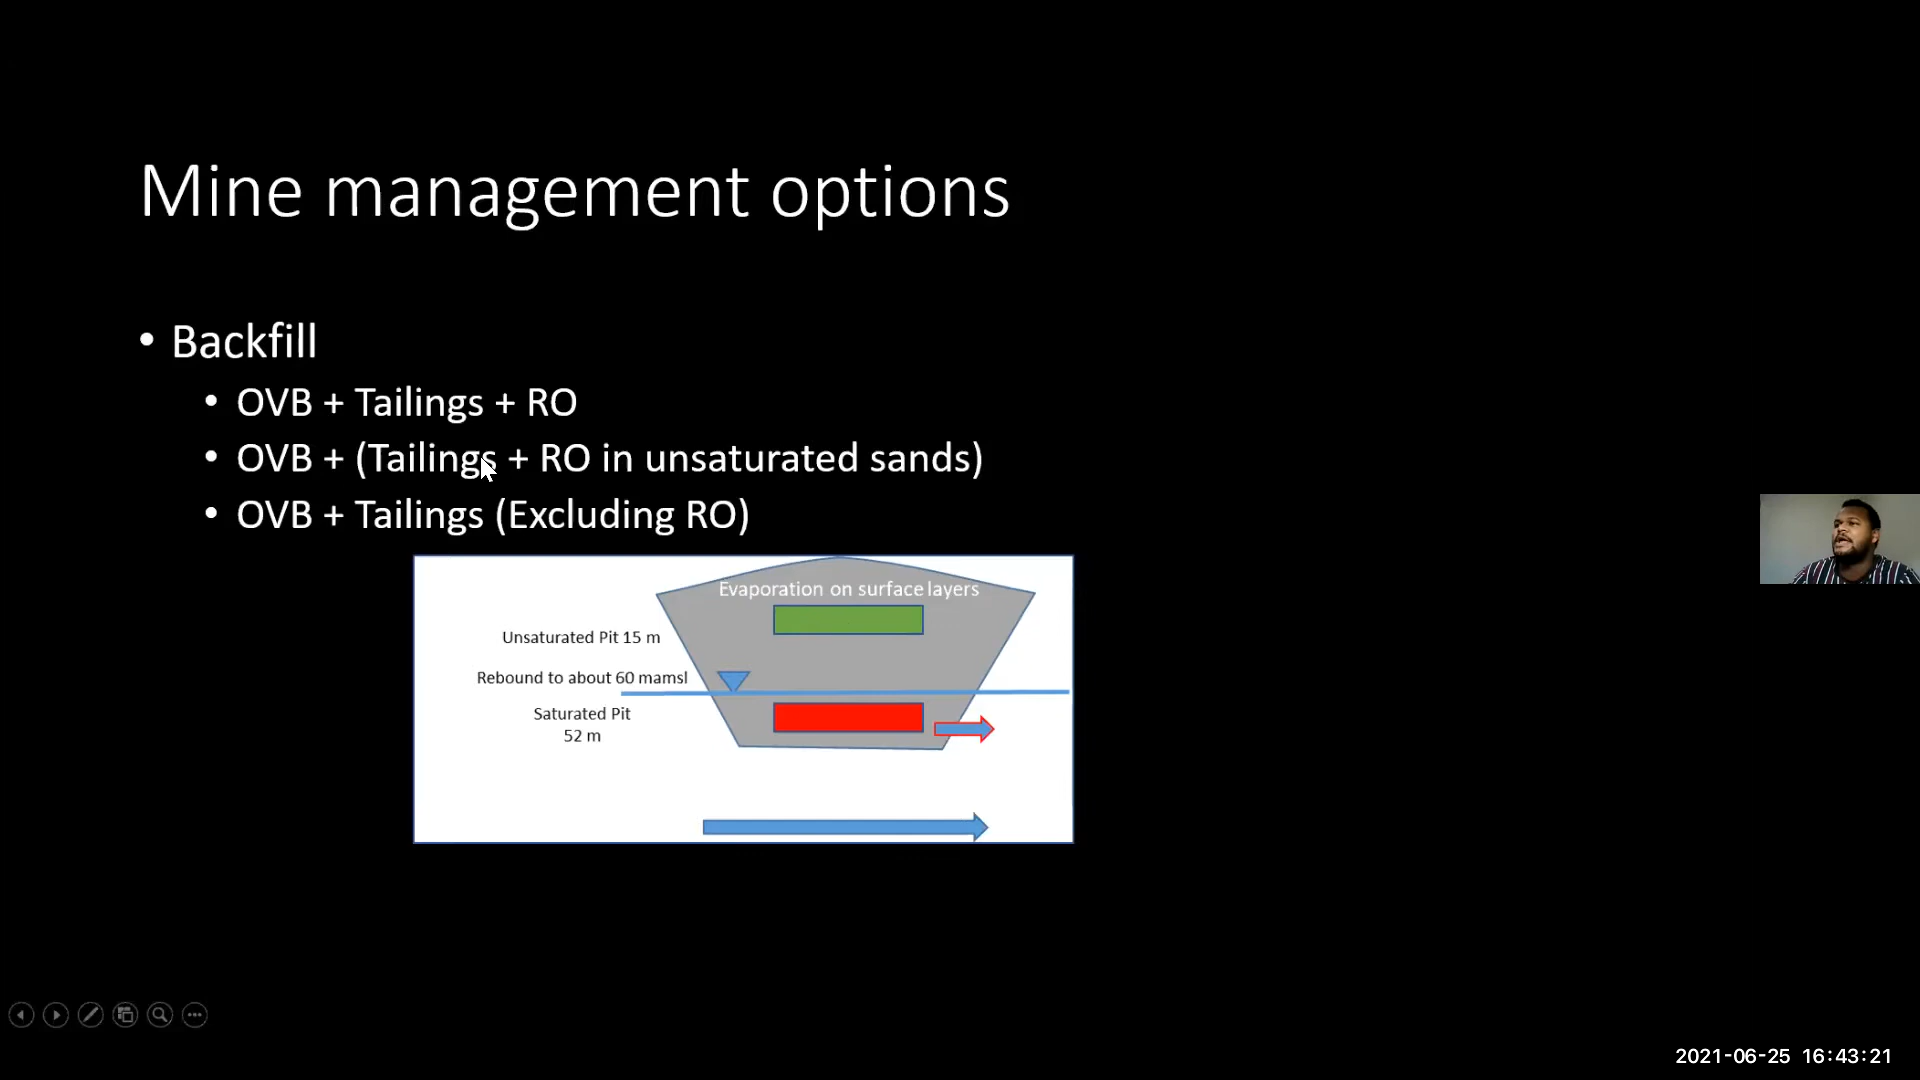 Mine management options
• Backfill
• OVB + Tailings + RO
• OVB + (Tailings + RO in unsaturated sands)
• OVB + Tailings (Excluding RO)
Evaporation on surface layers
Unsaturated Pit 15 m
Rebound to about 60 mamsl
Saturated Pit
52 m
2021-06-25 16:43:21